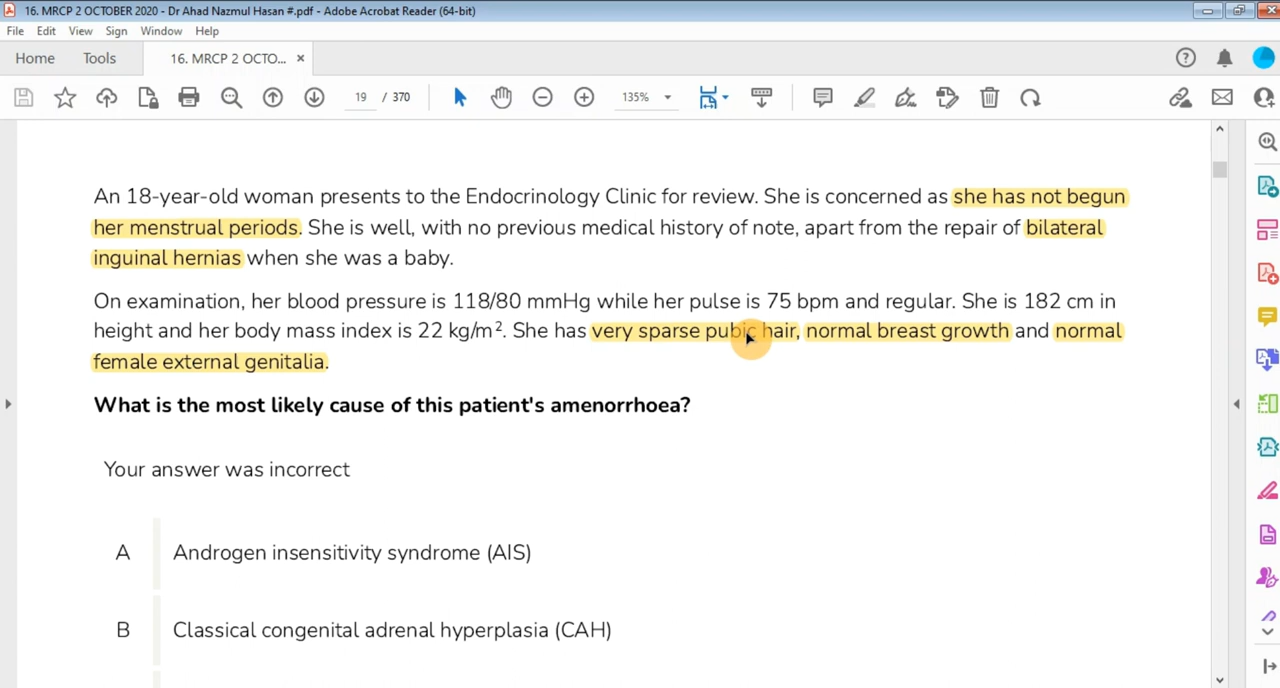 16. MRCP 2 OCTOBER 2020 - Dr Ahad Nazmul Hasan #.pdf - Adobe Acrobat Reader (64-bit)
File Edit View Sign Window Help
Home Tools 16. MRCP 2 OCTO... ×
19 / 370 135%
An 18-year-old woman presents to the Endocrinology Clinic for review. She is concerned as she has not begun
her menstrual periods. She is well, with no previous medical history of note, apart from the repair of bilateral
inguinal hernias when she was a baby.
On examination, her blood pressure is 118/80 mmHg while her pulse is 75 bpm and regular. She is 182 cm in
height and her body mass index is 22 kg/m². She has very sparse pubic hair, normal breast growth and normal
female external genitalia.
What is the most likely cause of this patient's amenorrhoea?
Your answer was incorrect
A Androgen insensitivity syndrome (AIS)
B Classical congenital adrenal hyperplasia (CAH)